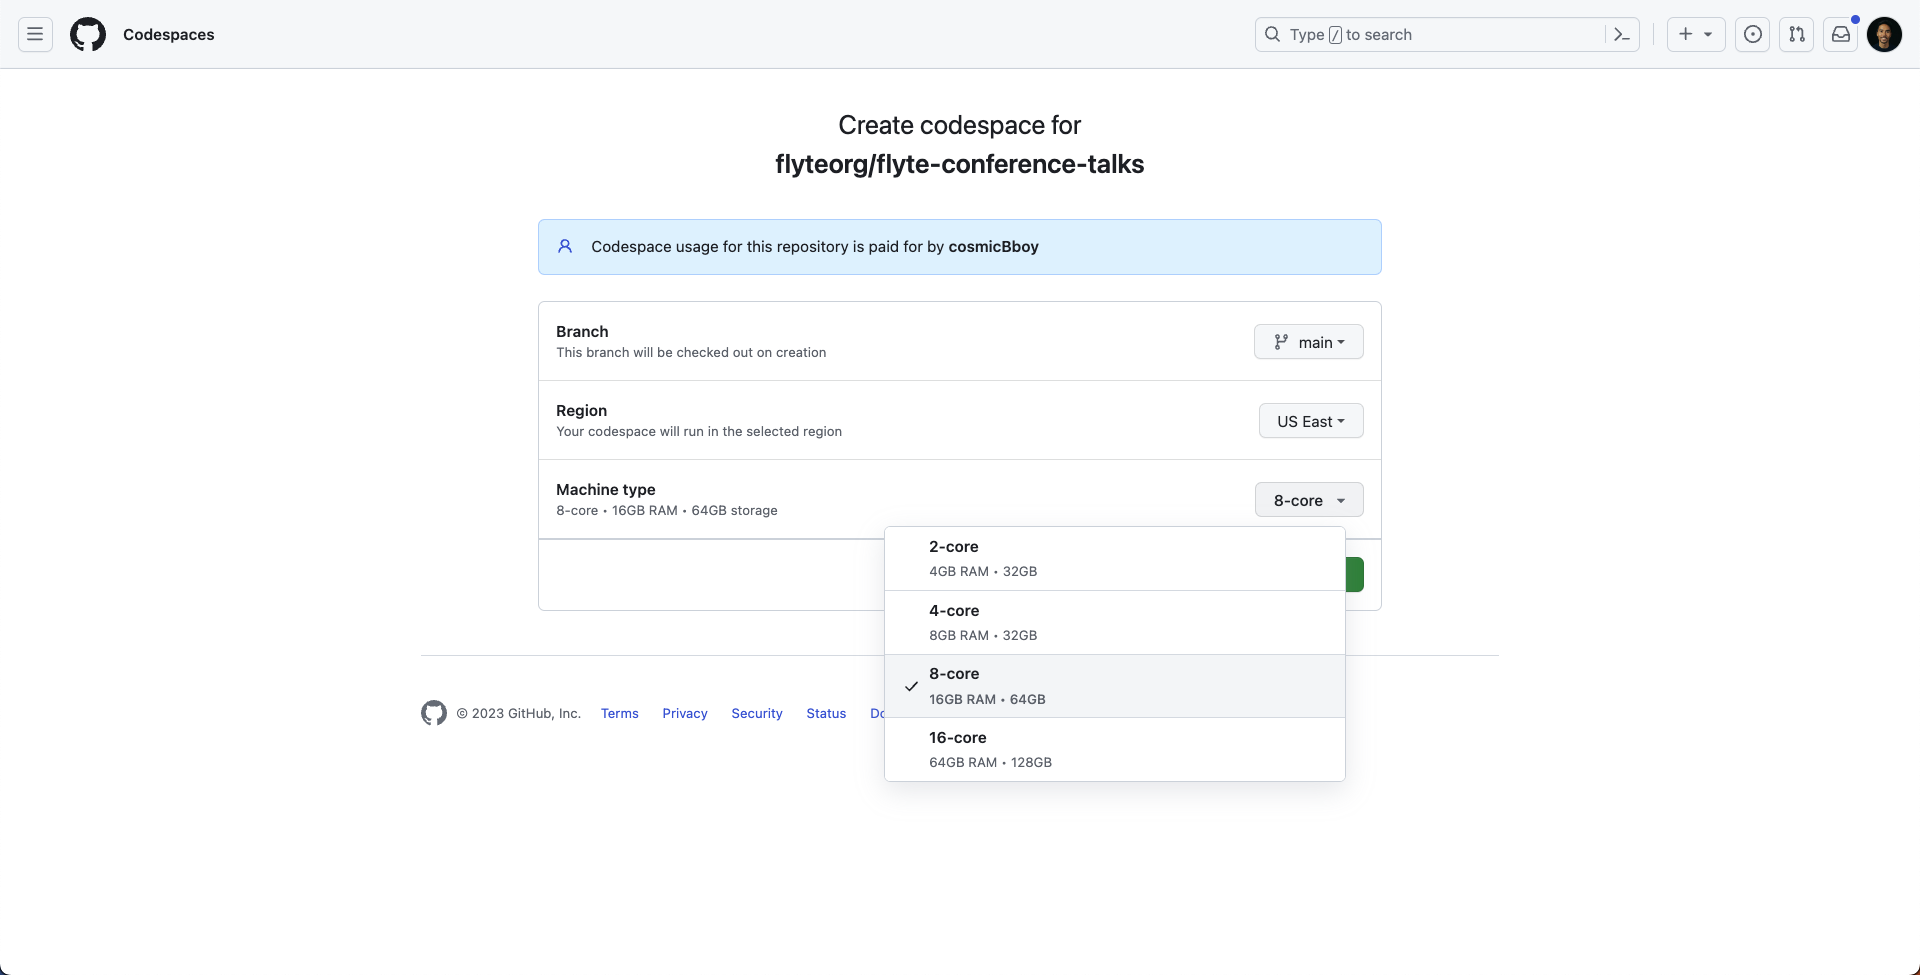 Codespaces
Type / to search
Create codespace for
flyteorg/flyte-conference-talks
Codespace usage for this repository is paid for by cosmicBboy
Branch
This branch will be checked out on creation
main
Region
Your codespace will run in the selected region
US East
Machine type
8-core • 16GB RAM • 64GB storage
8-core
2-core
4GB RAM • 32GB
4-core
8GB RAM • 32GB
8-core
16GB RAM • 64GB
16-core
64GB RAM • 128GB
© 2023 GitHub, Inc. Terms Privacy Security Status